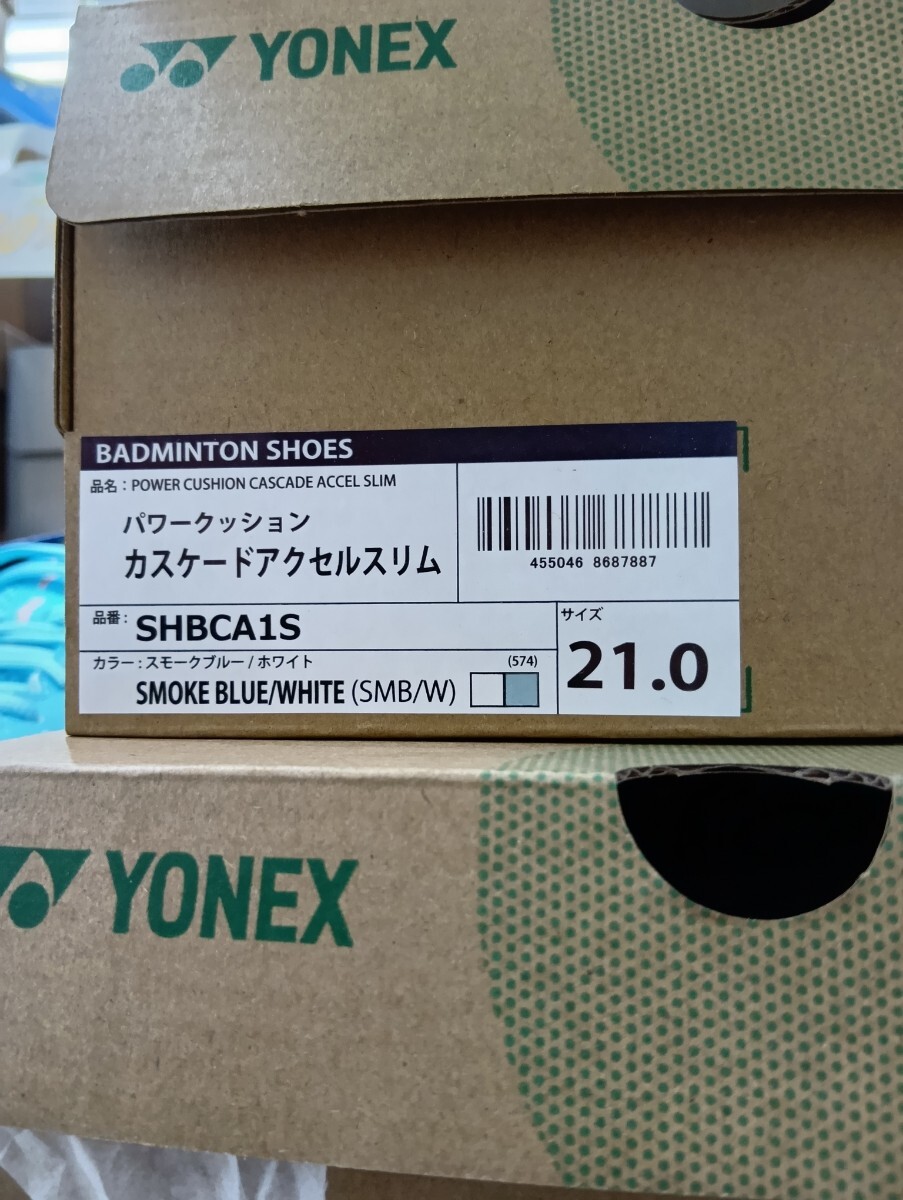 YONEX
BADMINTON SHOES
品名：POWER CUSHION CASCADE ACCEL SLIM
パワークッション
カスケードアクセルスリム
455046 8687887
品番：
SHBCA1S
カラー：スモークブルー / ホワイト
(574)
SMOKE BLUE/WHITE (SMB/W)
サイズ
21.0
YONEX